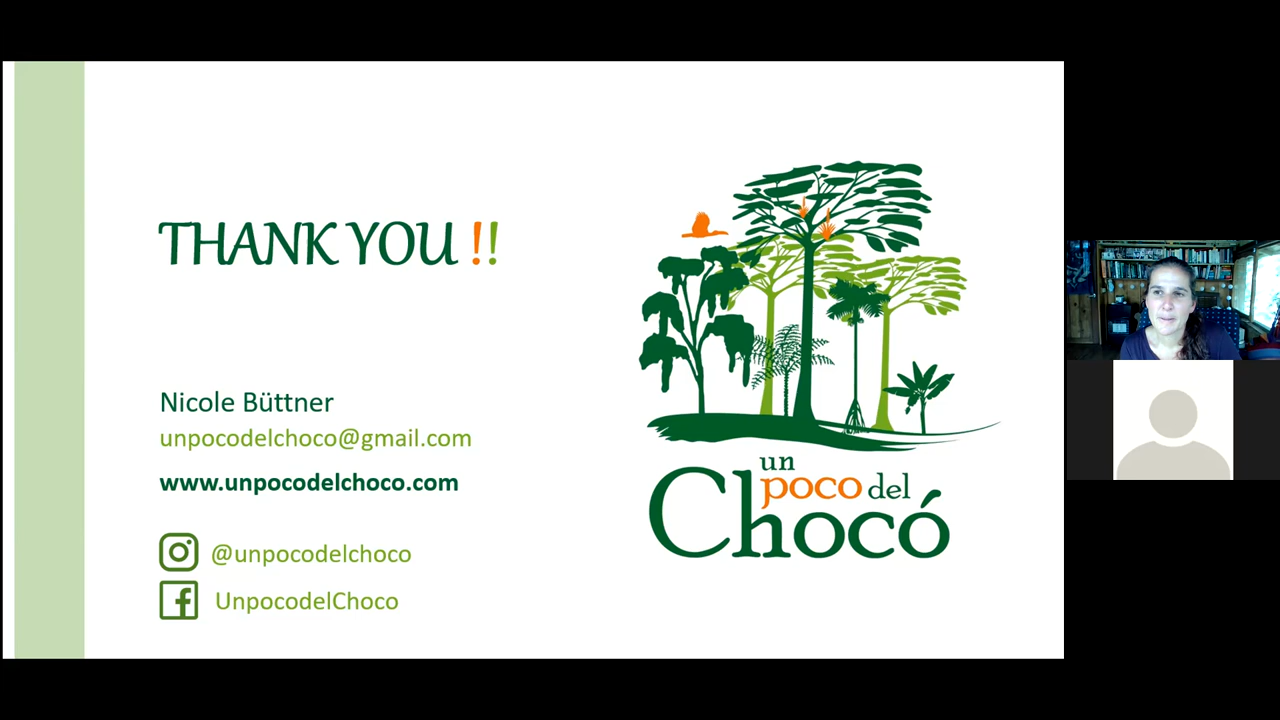 THANK YOU !!
Nicole Büttner
unpocodelchoco@gmail.com
www.unpocodelchoco.com
@unpocodelchoco
UnpocodelChoco
un
poco del
Chocó